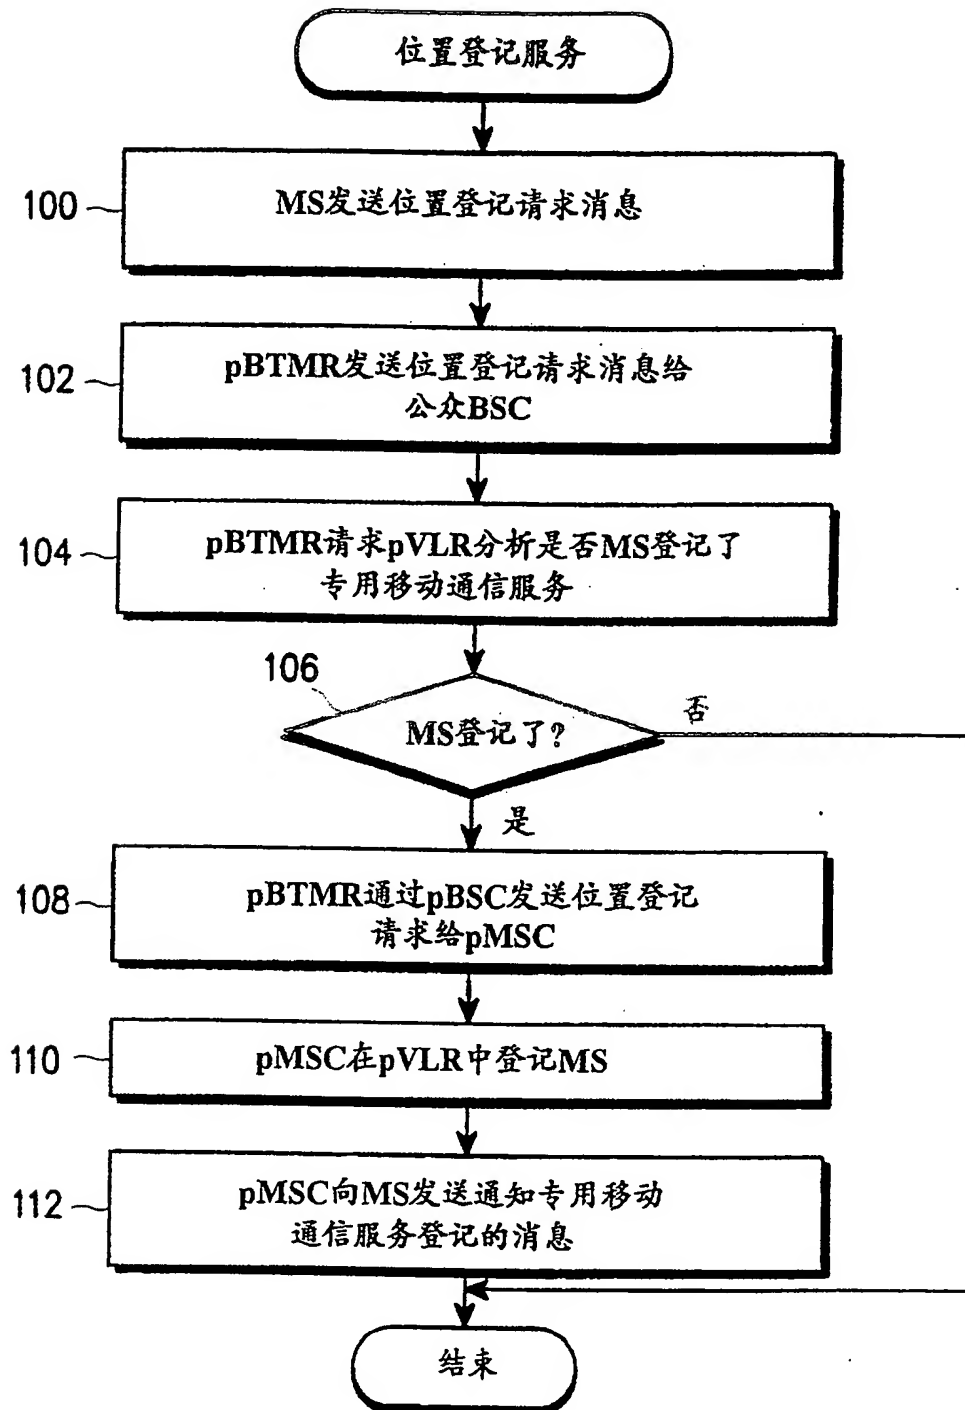 位置登记服务
100
MS发送位置登记请求消息
102
pBTMR发送位置登记请求消息给
公众BSC
104
pBTMR请求pVLR分析是否MS登记了
专用移动通信服务
106
MS登记了?
否
是
108
pBTMR通过pBSC发送位置登记
请求给pMSC
110
pMSC在pVLR中登记MS
112
pMSC向MS发送通知专用移动
通信服务登记的消息
结束